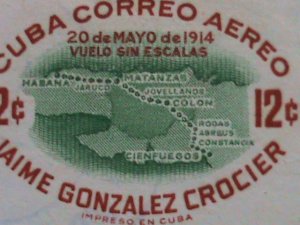 CUBA CORREO AEREO
20 DE MAYO DE 1914
VUELO SIN ESCALAS
HABANA
JARUCO
MATANZAS
JOVELLANOS
COLON
2¢
12¢
RODAS
ABREUS
CONSTANCIA
CIENFUEGOS
JAIME GONZALEZ CROCIER
IMPRESO EN CUBA